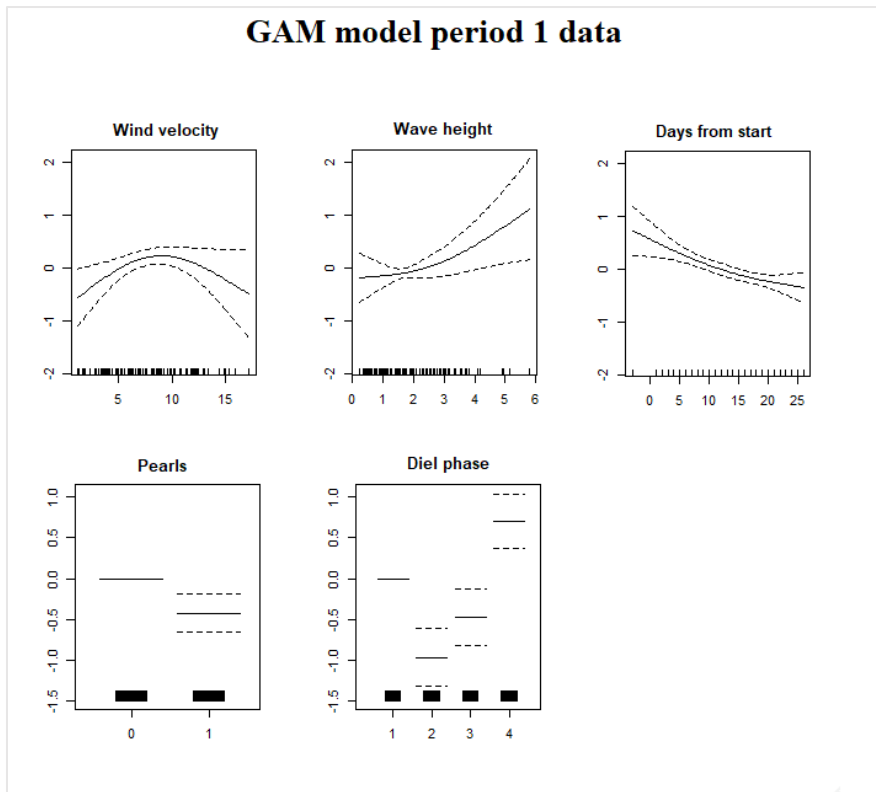 GAM model period 1 data
Wind velocity
Wave height
Days from start
2
1
0
-1
-2
5 10 15
2
1
0
-1
-2
0 1 2 3 4 5 6
2
1
0
-1
-2
0 5 10 15 20 25
Pearls
Diel phase
1.0
0.5
0.0
-0.5
-1.0
-1.5
0 1
1.0
0.5
0.0
-0.5
-1.0
-1.5
1 2 3 4